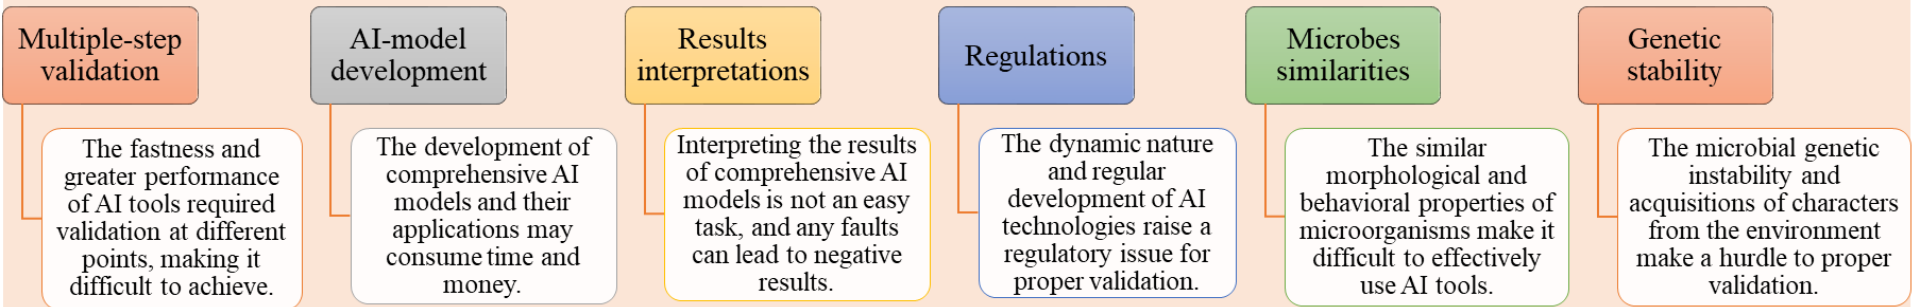 Multiple-step
validation
The fastness and
greater performance
of AI tools required
validation at different
points, making it
difficult to achieve.
AI-model
development
The development of
comprehensive AI
models and their
applications may
consume time and
money.
Results
interpretations
Interpreting the results
of comprehensive AI
models is not an easy
task, and any faults
can lead to negative
results.
Regulations
The dynamic nature
and regular
development of AI
technologies raise a
regulatory issue for
proper validation.
Microbes
similarities
The similar
morphological and
behavioral properties of
microorganisms make it
difficult to effectively
use AI tools.
Genetic
stability
The microbial genetic
instability and
acquisitions of characters
from the environment
make a hurdle to proper
validation.